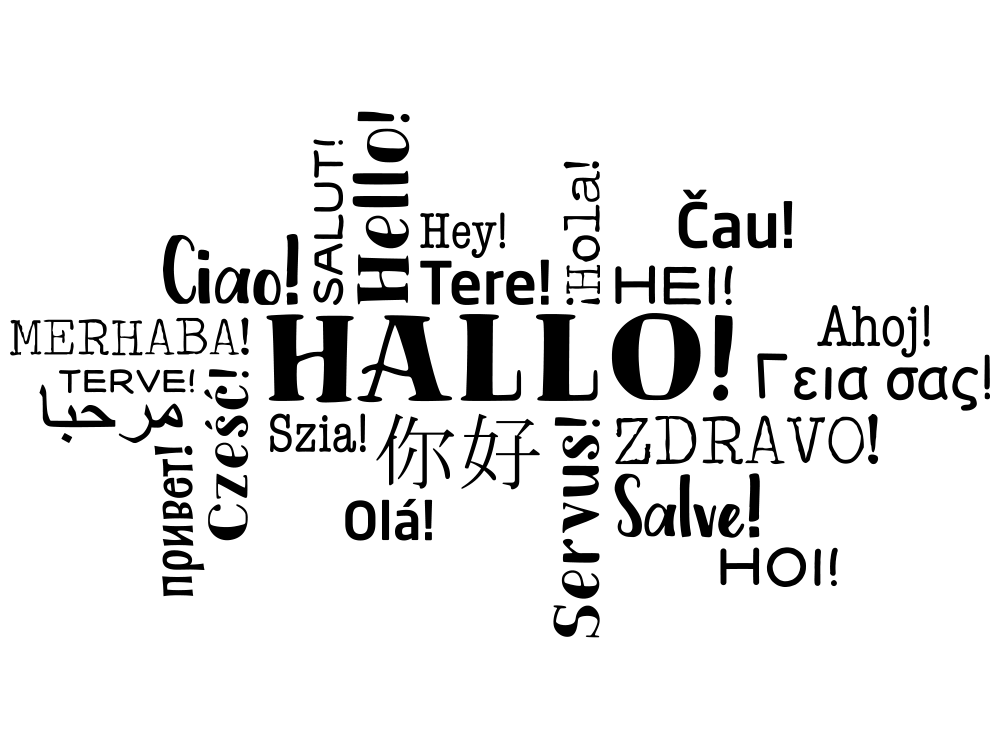 Hello!
SALUT!
¡Hola!
Čau!
Hey!
Ciao!
Tere!
HEI!
MERHABA!
HALLO!
Ahoj!
Γεια σας!
TERVE!
مرحبا
Cześć!
Szia!
你好
Servus!
ZDRAVO!
привет!
Salve!
Olá!
HOI!